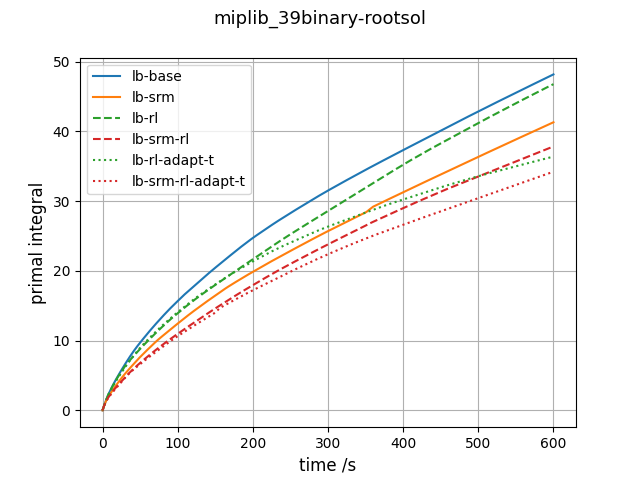 miplib_39binary-rootsol
primal integral
50
40
30
20
10
0
lb-base
lb-srm
lb-rl
lb-srm-rl
lb-rl-adapt-t
lb-srm-rl-adapt-t
0 100 200 300 400 500 600
time /s